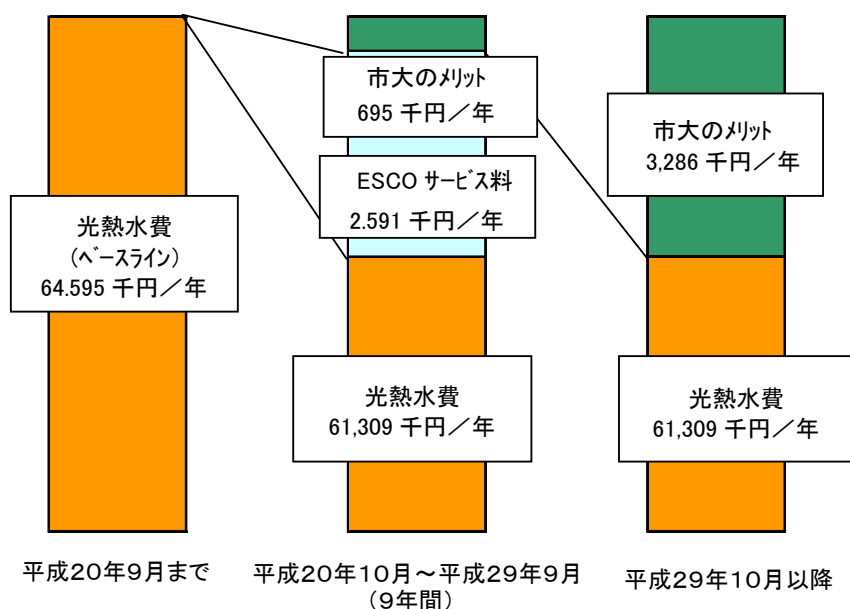 市大のﾒﾘｯﾄ
695 千円／年
ESCO サービス料
2.591 千円／年
光熱水費
(ﾍﾞｰｽﾗｲﾝ)
64.595 千円／年
光熱水費
61,309 千円／年
市大のﾒﾘｯﾄ
3,286 千円／年
光熱水費
61,309 千円／年
平成20年9月まで
平成20年10月～平成29年9月
（9年間）
平成29年10月以降